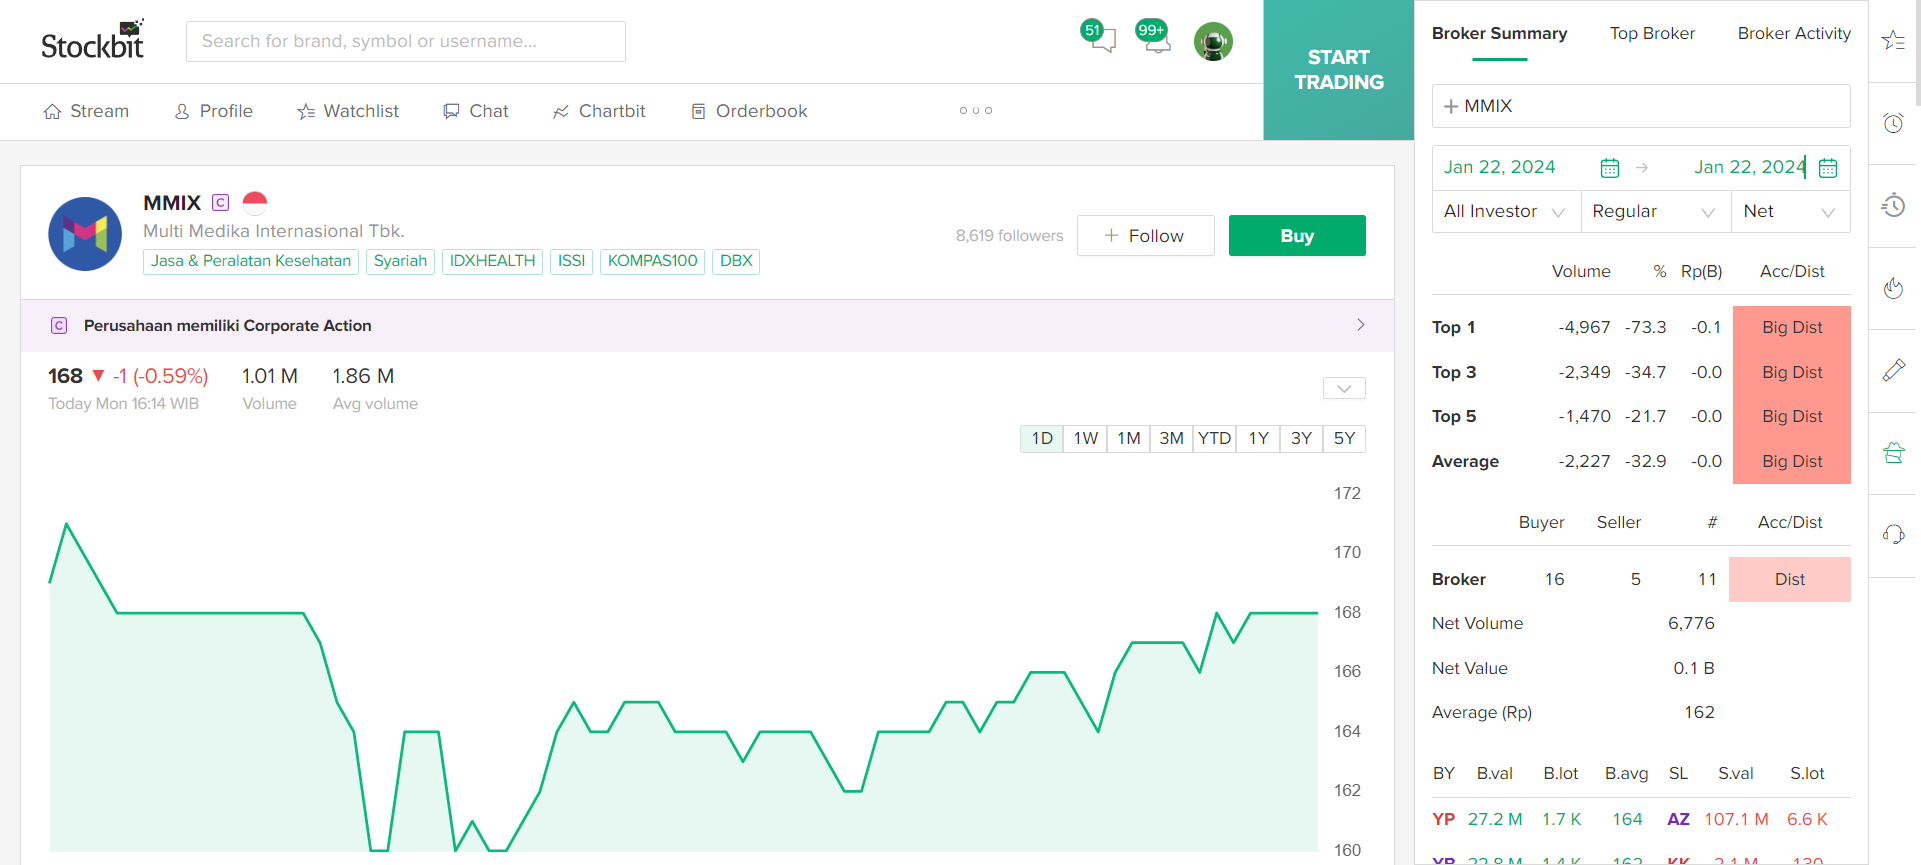 Stockbit
Search for brand, symbol or username...
51
99+
START
TRADING
Stream
Profile
Watchlist
Chat
Chartbit
Orderbook
MMIX C
Multi Medika Internasional Tbk.
Jasa & Peralatan Kesehatan Syariah IDXHEALTH ISSI KOMPAS100 DBX
8,619 followers
+ Follow
Buy
C Perusahaan memiliki Corporate Action
168 ▼ -1 (-0.59%) 1.01 M 1.86 M
Today Mon 16:14 WIB Volume Avg volume
1D 1W 1M 3M YTD 1Y 3Y 5Y
172
170
168
166
164
162
160
Broker Summary Top Broker Broker Activity
+ MMIX
Jan 22, 2024 → Jan 22, 2024
All Investor Regular Net
Volume % Rp(B) Acc/Dist
Top 1 -4,967 -73.3 -0.1 Big Dist
Top 3 -2,349 -34.7 -0.0 Big Dist
Top 5 -1,470 -21.7 -0.0 Big Dist
Average -2,227 -32.9 -0.0 Big Dist
Buyer Seller # Acc/Dist
Broker 16 5 11 Dist
Net Volume 6,776
Net Value 0.1 B
Average (Rp) 162
BY B.val B.lot B.avg SL S.val S.lot
YP 27.2 M 1.7 K 164 AZ 107.1 M 6.6 K